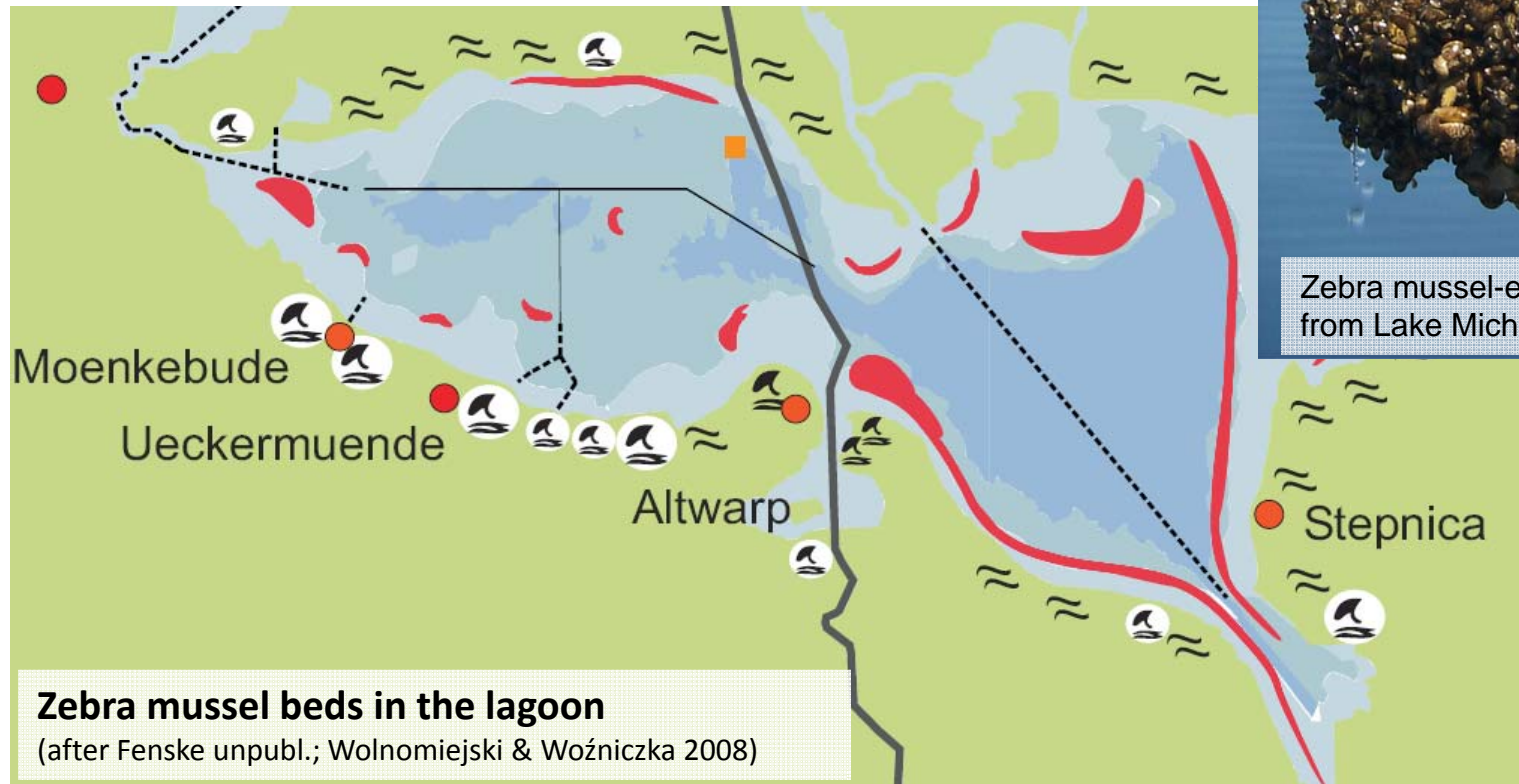 Zebra mussel-e
from Lake Mich
Moenkebude
Ueckermuende
Altwarp
Stepnica
Zebra mussel beds in the lagoon
(after Fenske unpubl.; Wolnomiejski & Woźniczka 2008)